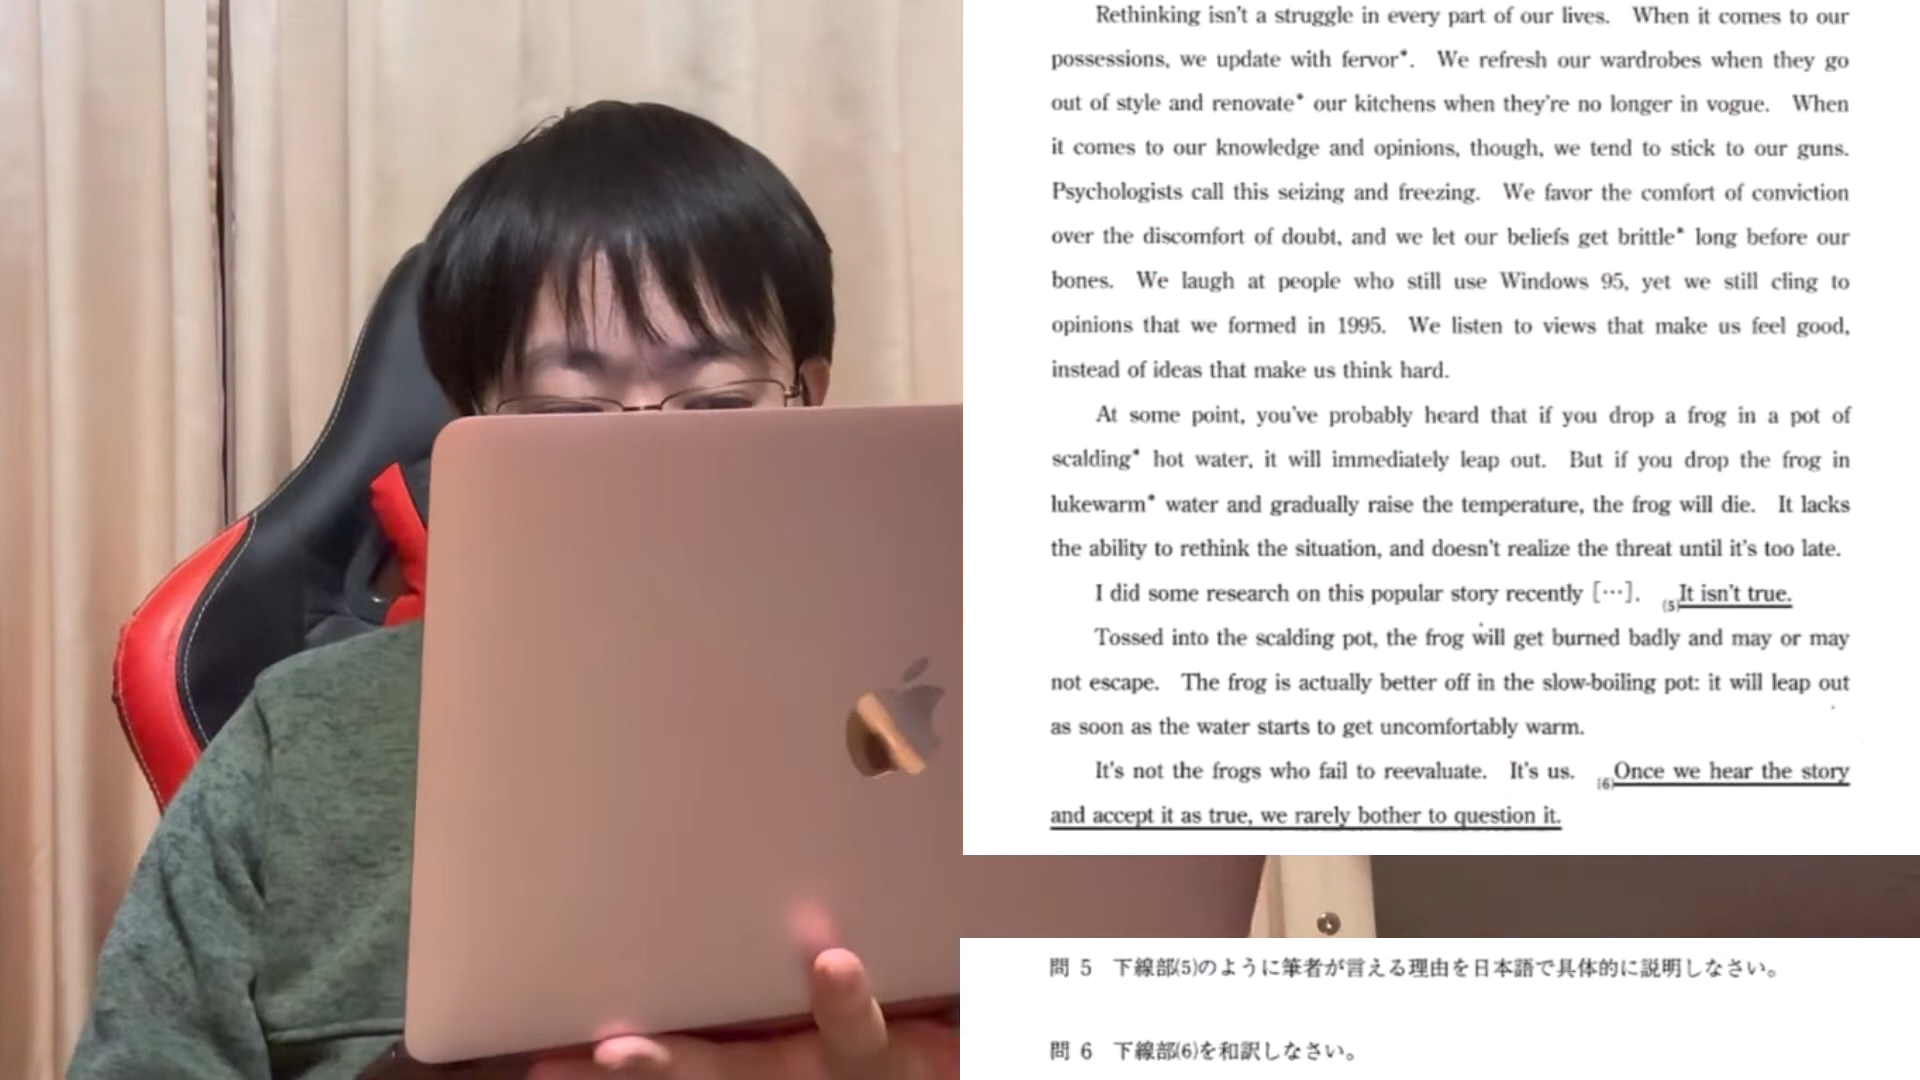 Rethinking isn't a struggle in every part of our lives. When it comes to our
possessions, we update with fervor*. We refresh our wardrobes when they go
out of style and renovate* our kitchens when they're no longer in vogue. When
it comes to our knowledge and opinions, though, we tend to stick to our guns.
Psychologists call this seizing and freezing. We favor the comfort of conviction
over the discomfort of doubt, and we let our beliefs get brittle* long before our
bones. We laugh at people who still use Windows 95, yet we still cling to
opinions that we formed in 1995. We listen to views that make us feel good,
instead of ideas that make us think hard.
At some point, you've probably heard that if you drop a frog in a pot of
scalding* hot water, it will immediately leap out. But if you drop the frog in
lukewarm* water and gradually raise the temperature, the frog will die. It lacks
the ability to rethink the situation, and doesn't realize the threat until it's too late.
I did some research on this popular story recently […]. (5)It isn't true.
Tossed into the scalding pot, the frog will get burned badly and may or may
not escape. The frog is actually better off in the slow-boiling pot: it will leap out
as soon as the water starts to get uncomfortably warm.
It's not the frogs who fail to reevaluate. It's us. (6)Once we hear the story
and accept it as true, we rarely bother to question it.
問 5 下線部(5)のように筆者が言える理由を日本語で具体的に説明しなさい。
問 6 下線部(6)を和訳しなさい。